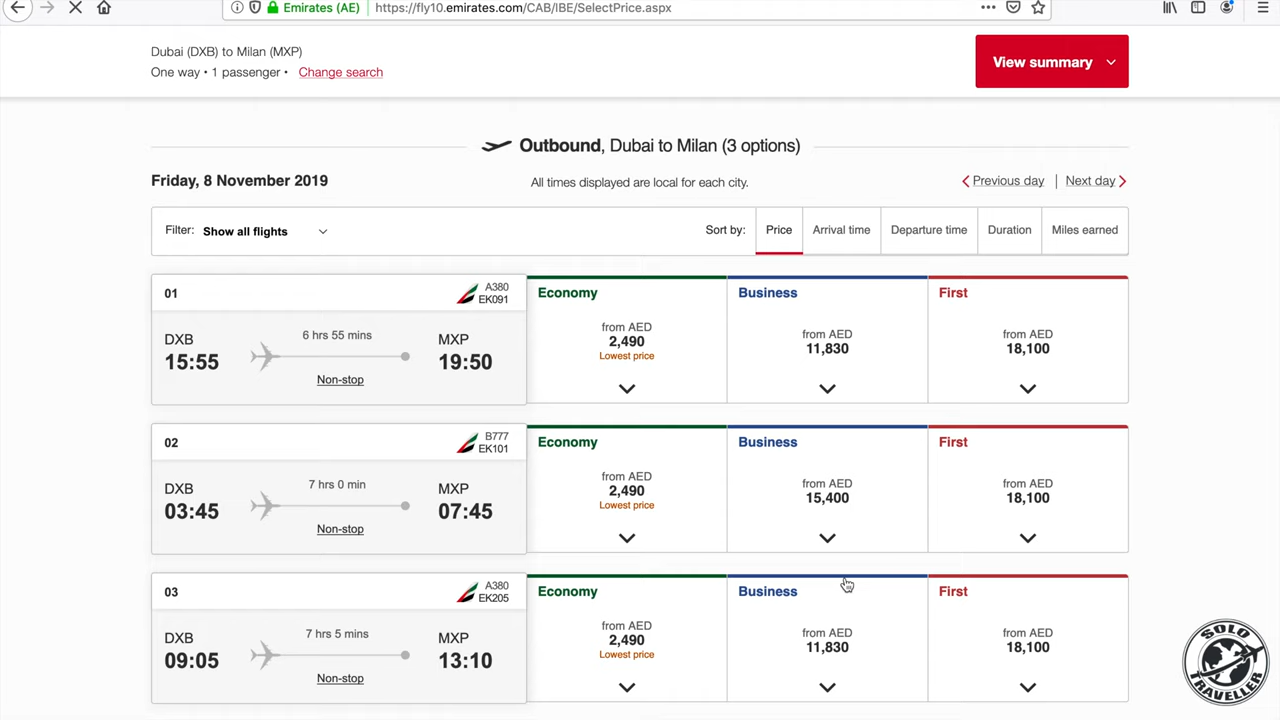 Emirates (AE)
https://fly10.emirates.com/CAB/IBE/SelectPrice.aspx
Dubai (DXB) to Milan (MXP)
One way • 1 passenger • Change search
View summary
Outbound, Dubai to Milan (3 options)
Friday, 8 November 2019
All times displayed are local for each city.
Previous day | Next day
Filter: Show all flights
Sort by: Price Arrival time Departure time Duration Miles earned
01
A380
EK091
DXB
15:55
6 hrs 55 mins
Non-stop
MXP
19:50
Economy
from AED
2,490
Lowest price
Business
from AED
11,830
First
from AED
18,100
02
B777
EK101
DXB
03:45
7 hrs 0 min
Non-stop
MXP
07:45
Economy
from AED
2,490
Lowest price
Business
from AED
15,400
First
from AED
18,100
03
A380
EK205
DXB
09:05
7 hrs 5 mins
Non-stop
MXP
13:10
Economy
from AED
2,490
Lowest price
Business
from AED
11,830
First
from AED
18,100
SOLO
TRAVELLER